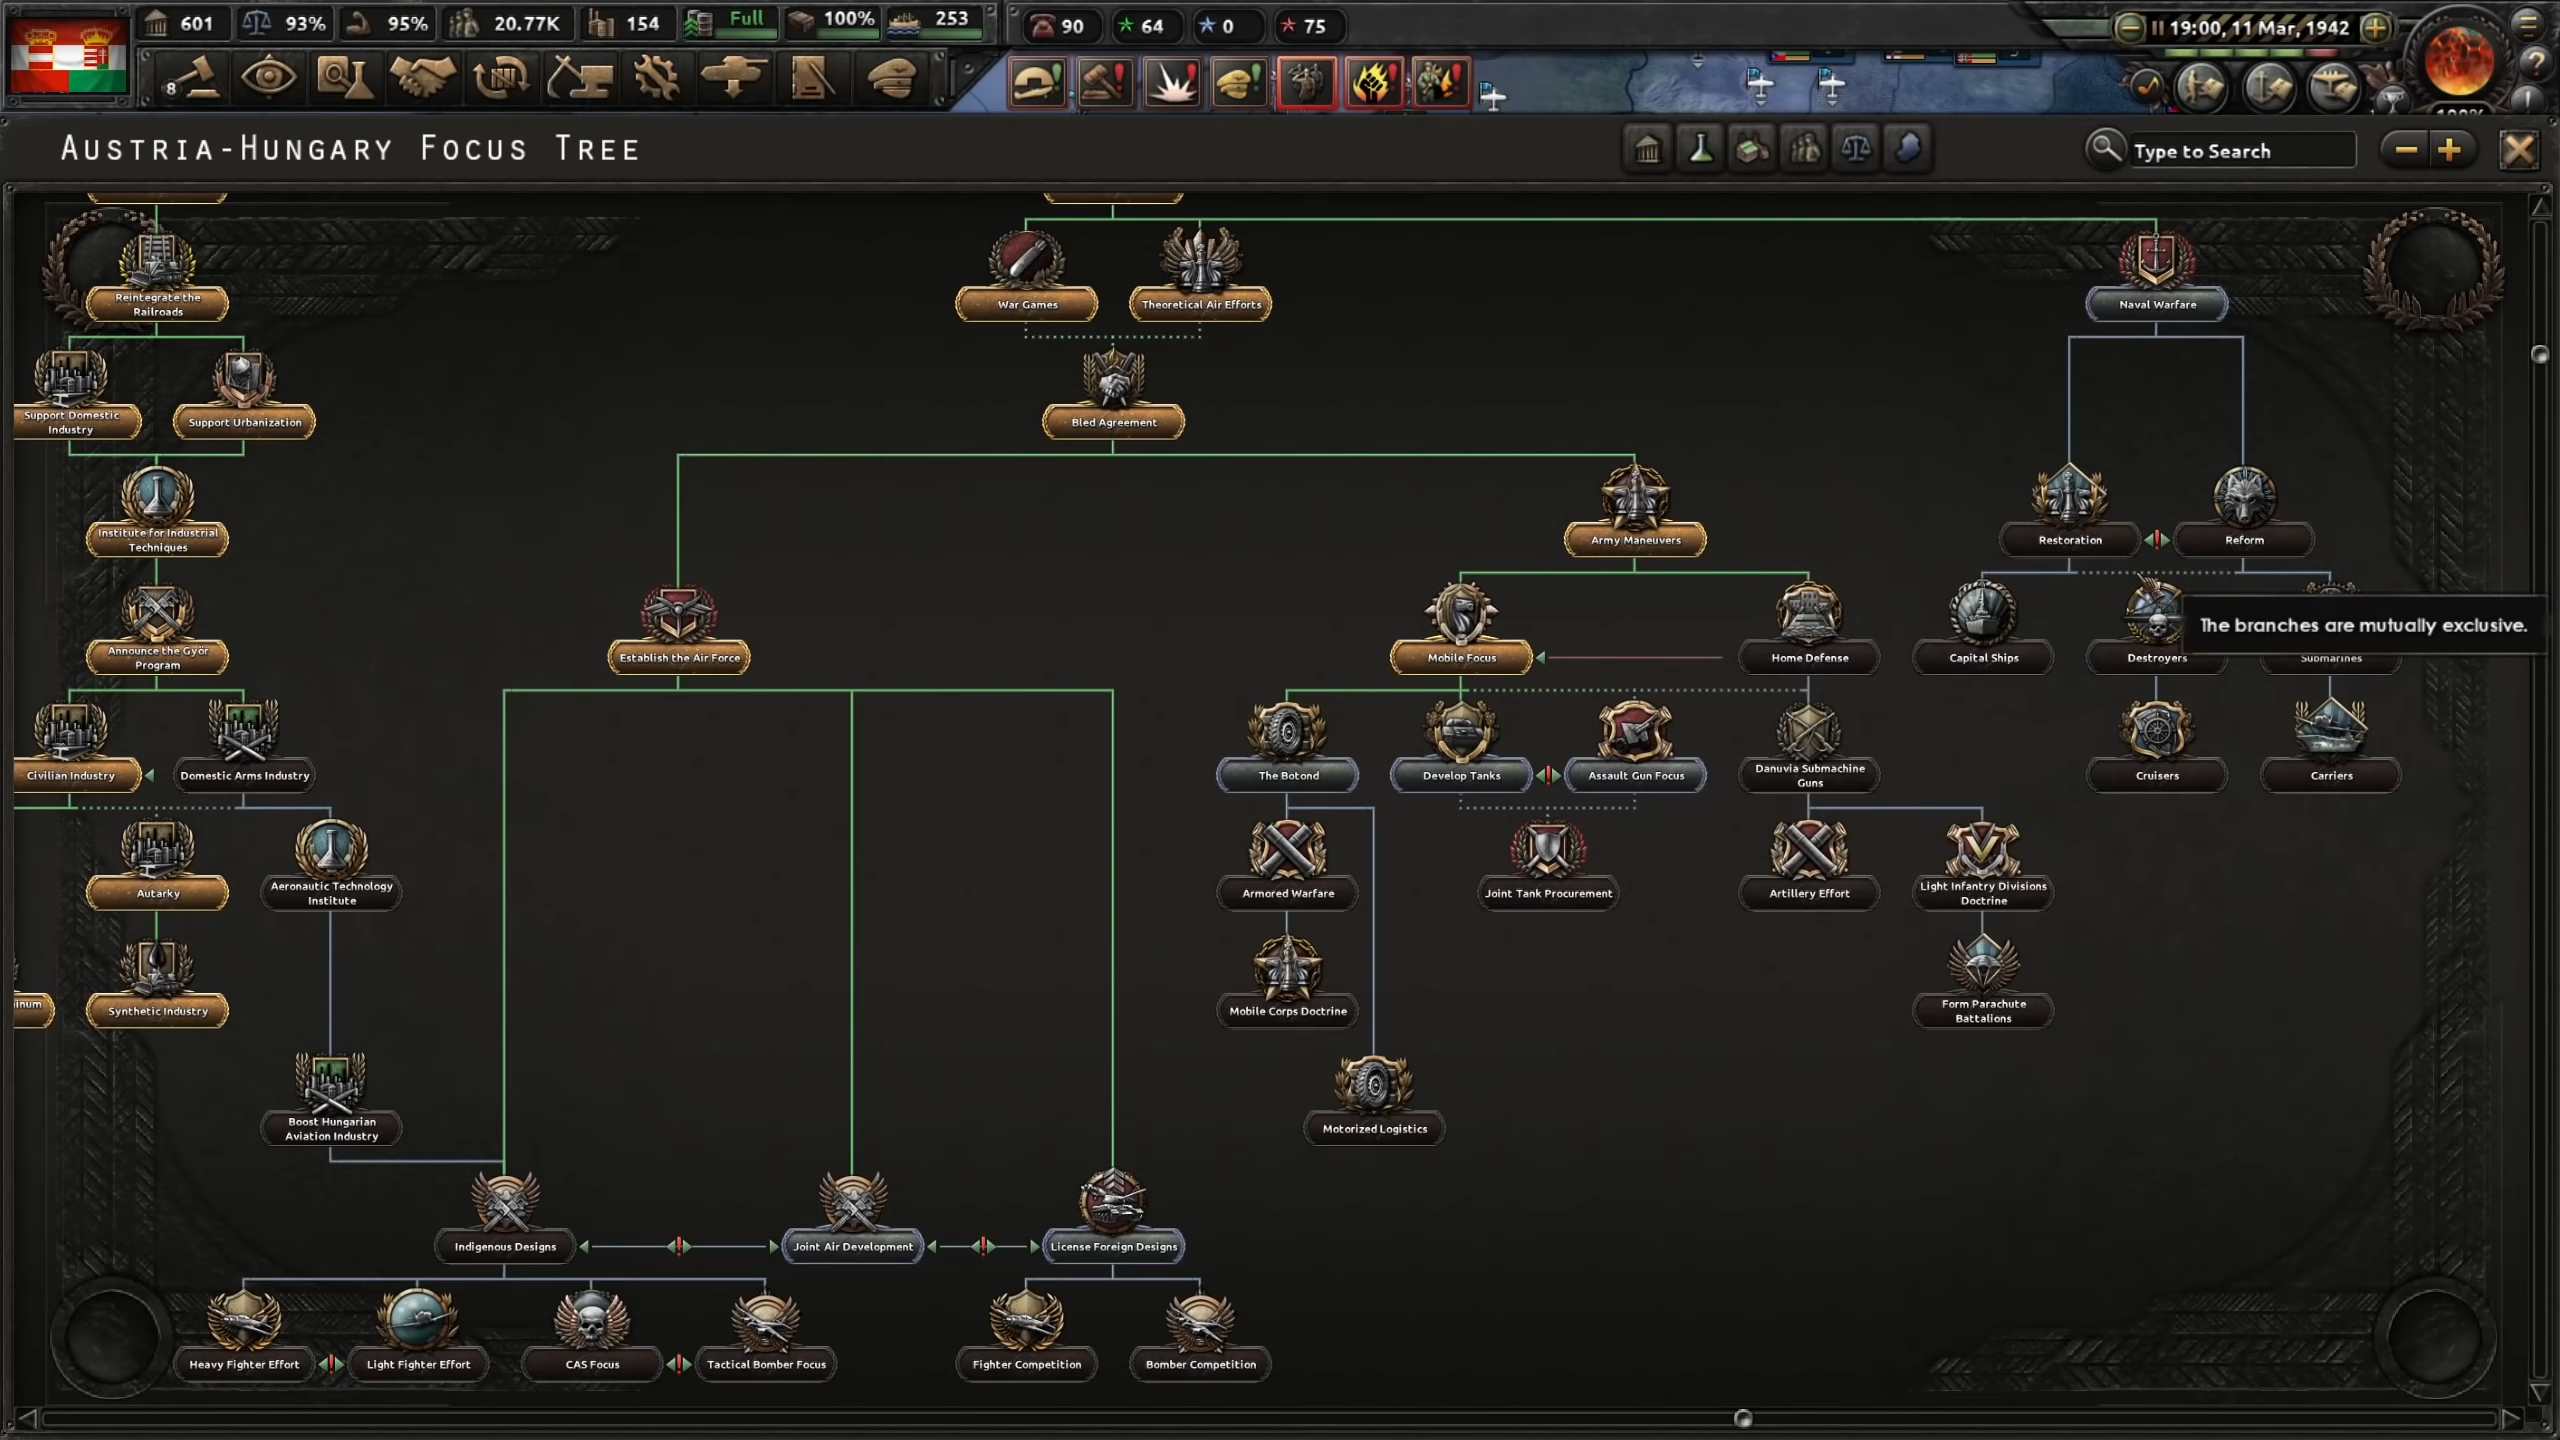 601
93%
95%
20.77K
154
Full
100%
253
90
64
0
75
19:00, 11 Mar, 1942
8
AUSTRIA-HUNGARY FOCUS TREE
Type to Search
Reintegrate the
Railroads
War Games
Theoretical Air Efforts
Naval Warfare
Support Domestic
Industry
Support Urbanization
Bled Agreement
Institute for Industrial
Techniques
Army Maneuvers
Restoration
Reform
Announce the Győr
Program
Establish the Air Force
Mobile Focus
Home Defense
Capital Ships
Destroyers
Submarines
The branches are mutually exclusive.
Civilian Industry
Domestic Arms Industry
The Botond
Develop Tanks
Assault Gun Focus
Danuvia Submachine
Guns
Cruisers
Carriers
Autarky
Aeronautic Technology
Institute
Armored Warfare
Joint Tank Procurement
Artillery Effort
Light Infantry Divisions
Doctrine
inum
Synthetic Industry
Mobile Corps Doctrine
Form Parachute
Battalions
Boost Hungarian
Aviation Industry
Motorized Logistics
Indigenous Designs
Joint Air Development
License Foreign Designs
Heavy Fighter Effort
Light Fighter Effort
CAS Focus
Tactical Bomber Focus
Fighter Competition
Bomber Competition